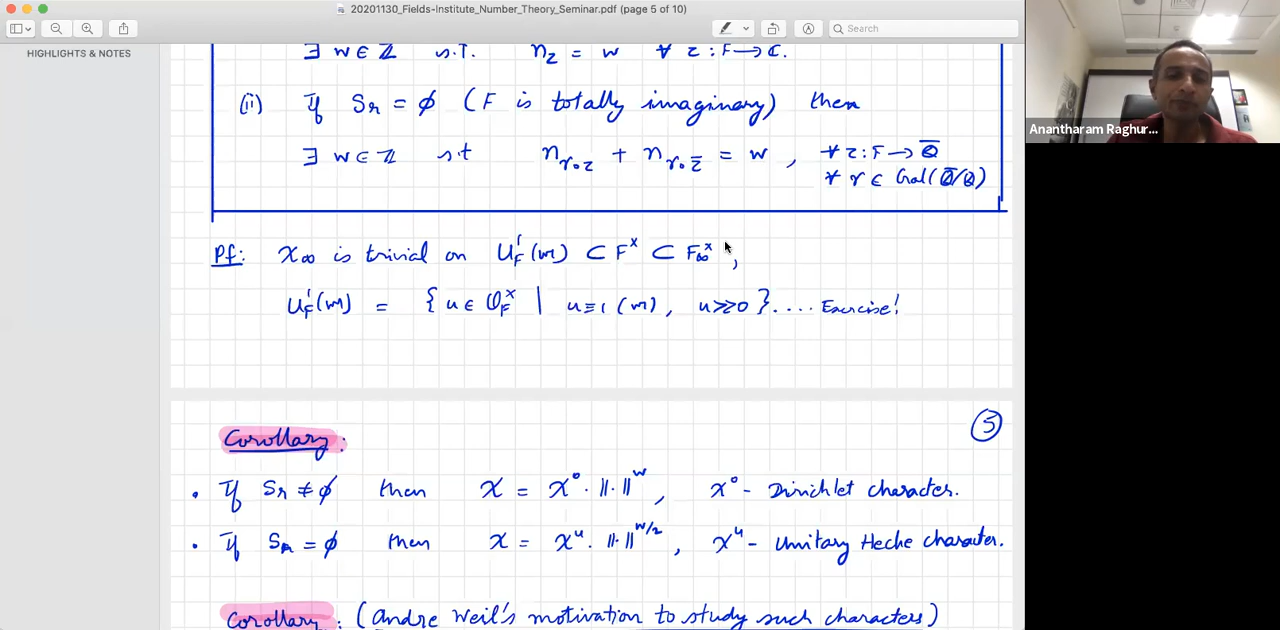 20201130_Fields-Institute_Number_Theory_Seminar.pdf (page 5 of 10)
Search
HIGHLIGHTS & NOTES
∃ w ∈ ℤ s.t. n_τ = w ∀ τ : F → ℂ.
(ii) If S_r = φ (F is totally imaginary) then
∃ w ∈ ℤ s.t n_{γ∘τ} + n_{γ∘τ̄} = w , ∀ τ : F → Q̄
∀ γ ∈ Gal(Q̄/Q)
Anantharam Raghur...
Pf: χ_∞ is trivial on U_F^1(m) ⊂ F^× ⊂ F_∞^× ,
U_F^1(m) = { u ∈ O_F^× | u ≡ 1 (m), u >> 0 } .... Exercise!
5
Corollary :
• If S_r ≠ φ then χ = χ° · ||·||^w , χ° - Dirichlet character.
• If S_r = φ then χ = χ^u · ||·||^{w/2} , χ^u - Unitary Hecke character.
Corollary : (Andre Weil's motivation to study such characters)